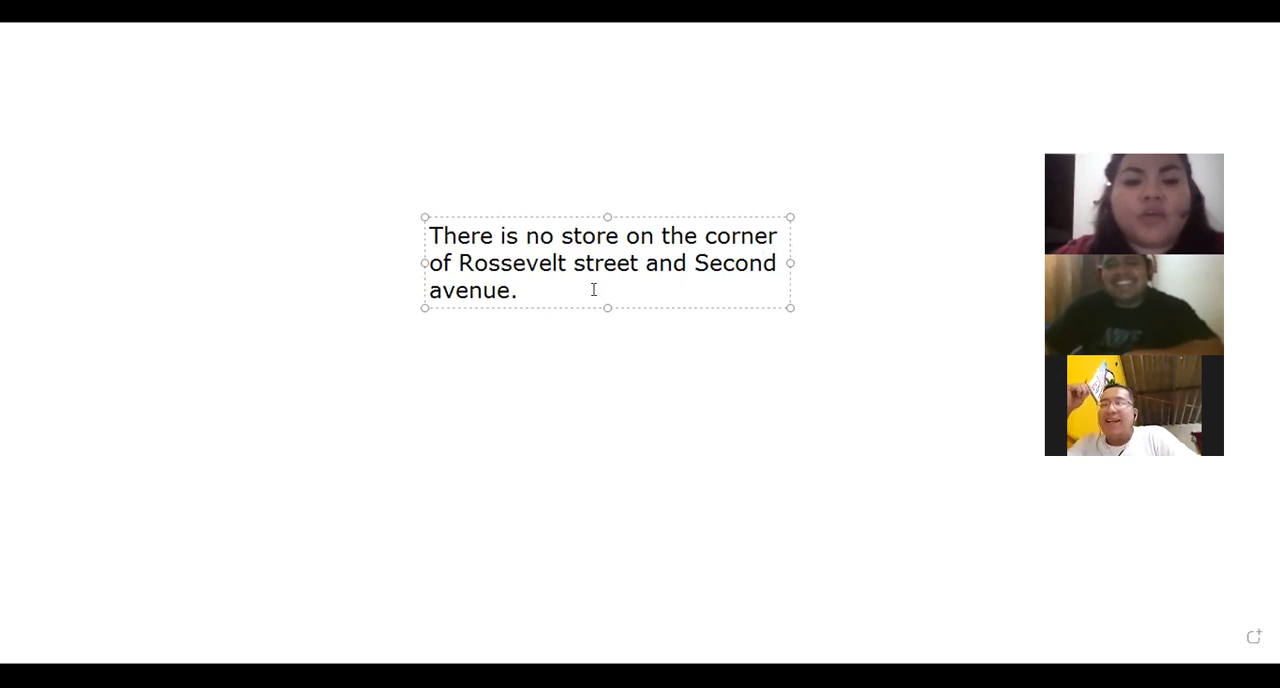 There is no store on the corner
of Rossevelt street and Second
avenue.